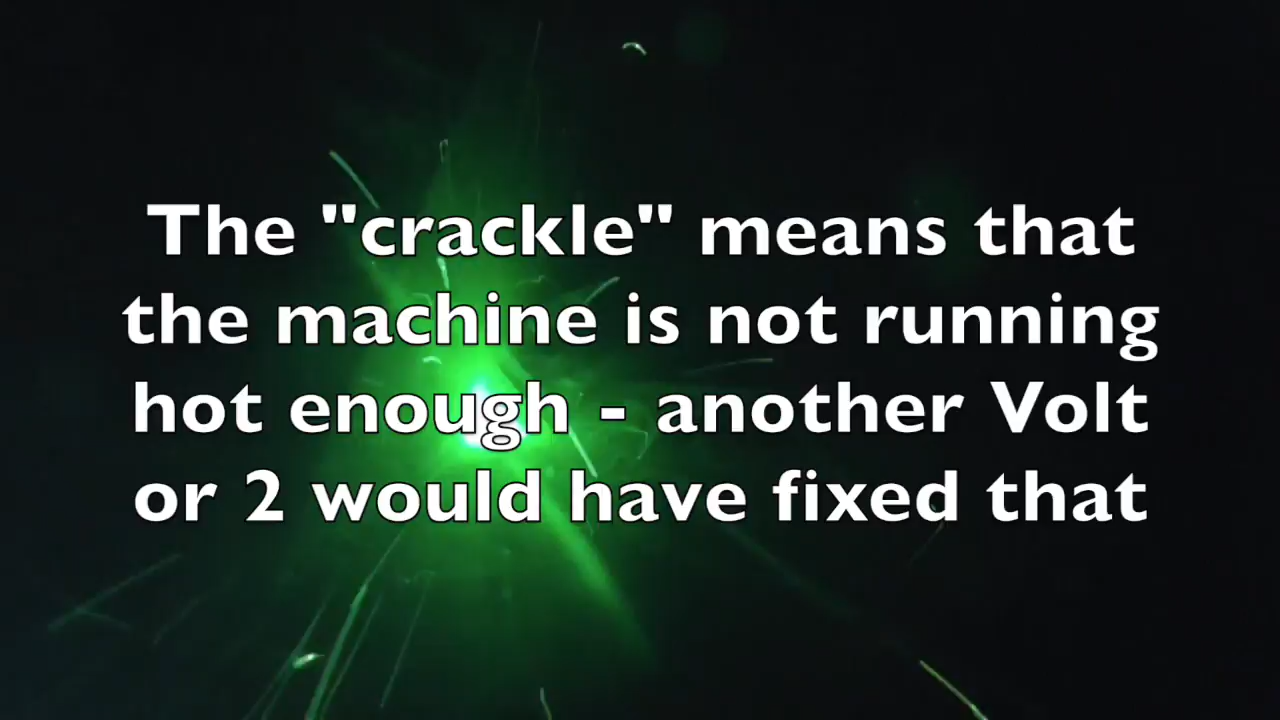 The "crackle" means that
the machine is not running
hot enough - another Volt
or 2 would have fixed that